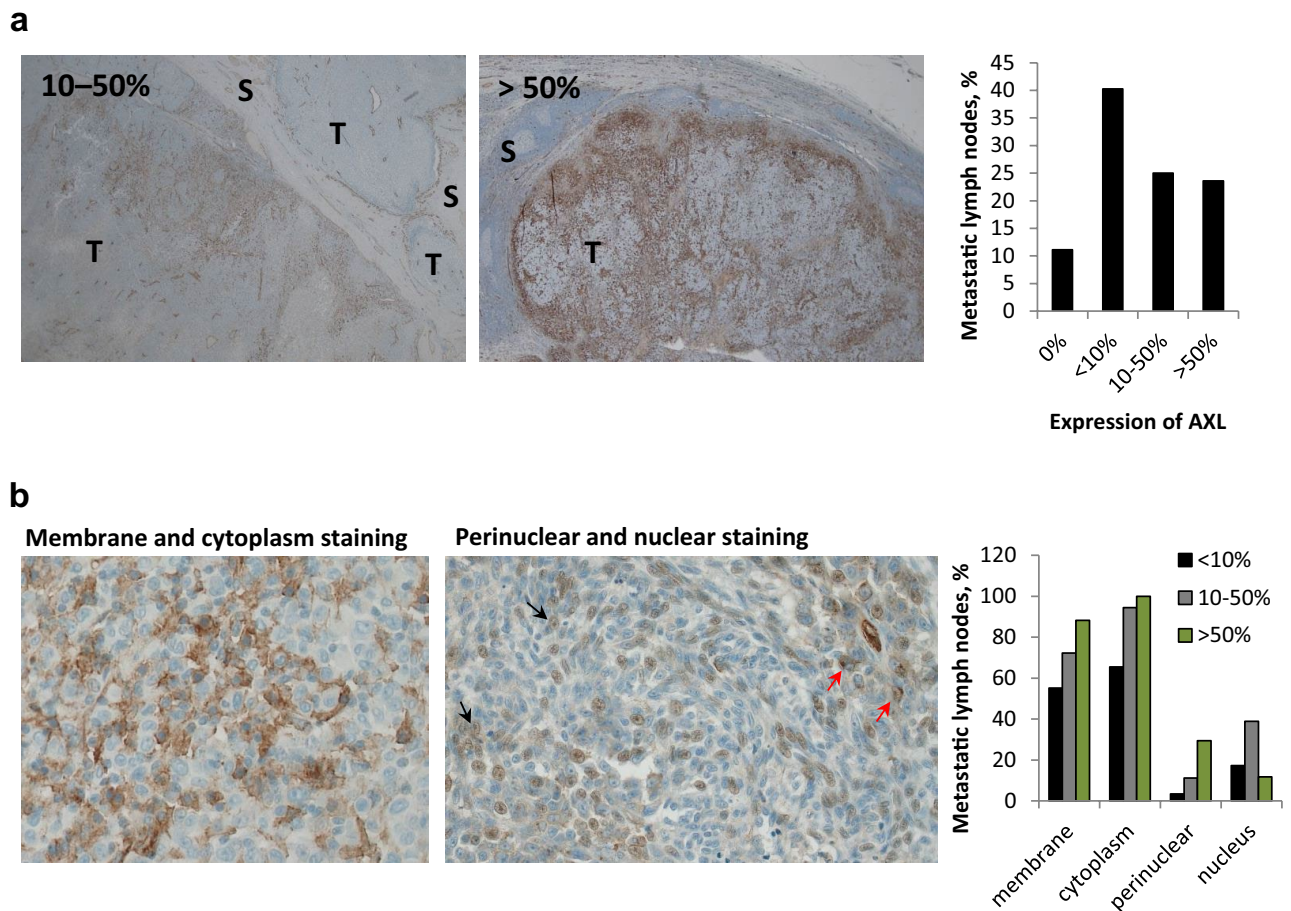 a
10–50%
S
T
S
T
T
> 50%
S
T
Metastatic lymph nodes, %
45
40
35
30
25
20
15
10
5
0
0%
<10%
10-50%
>50%
Expression of AXL
b
Membrane and cytoplasm staining
Perinuclear and nuclear staining
Metastatic lymph nodes, %
120
100
80
60
40
20
0
<10%
10-50%
>50%
membrane
cytoplasm
perinuclear
nucleus